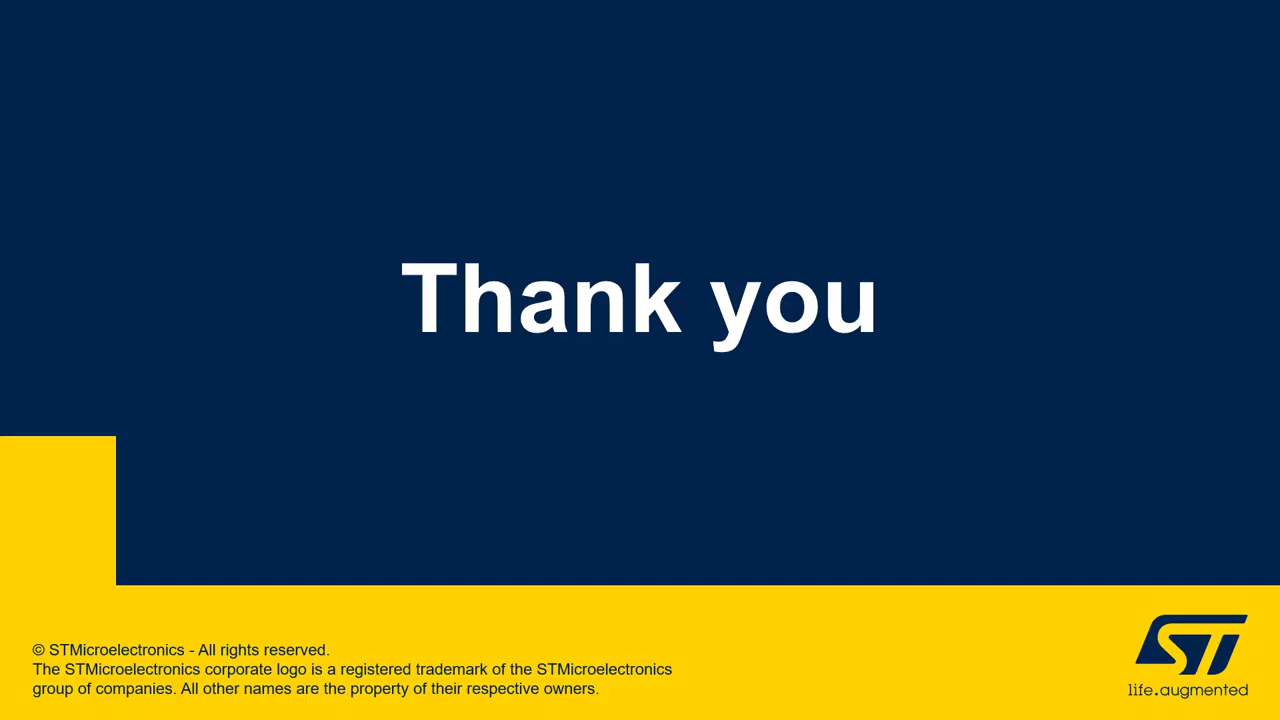 Thank you
© STMicroelectronics - All rights reserved.
The STMicroelectronics corporate logo is a registered trademark of the STMicroelectronics
group of companies. All other names are the property of their respective owners.
ST
life.augmented